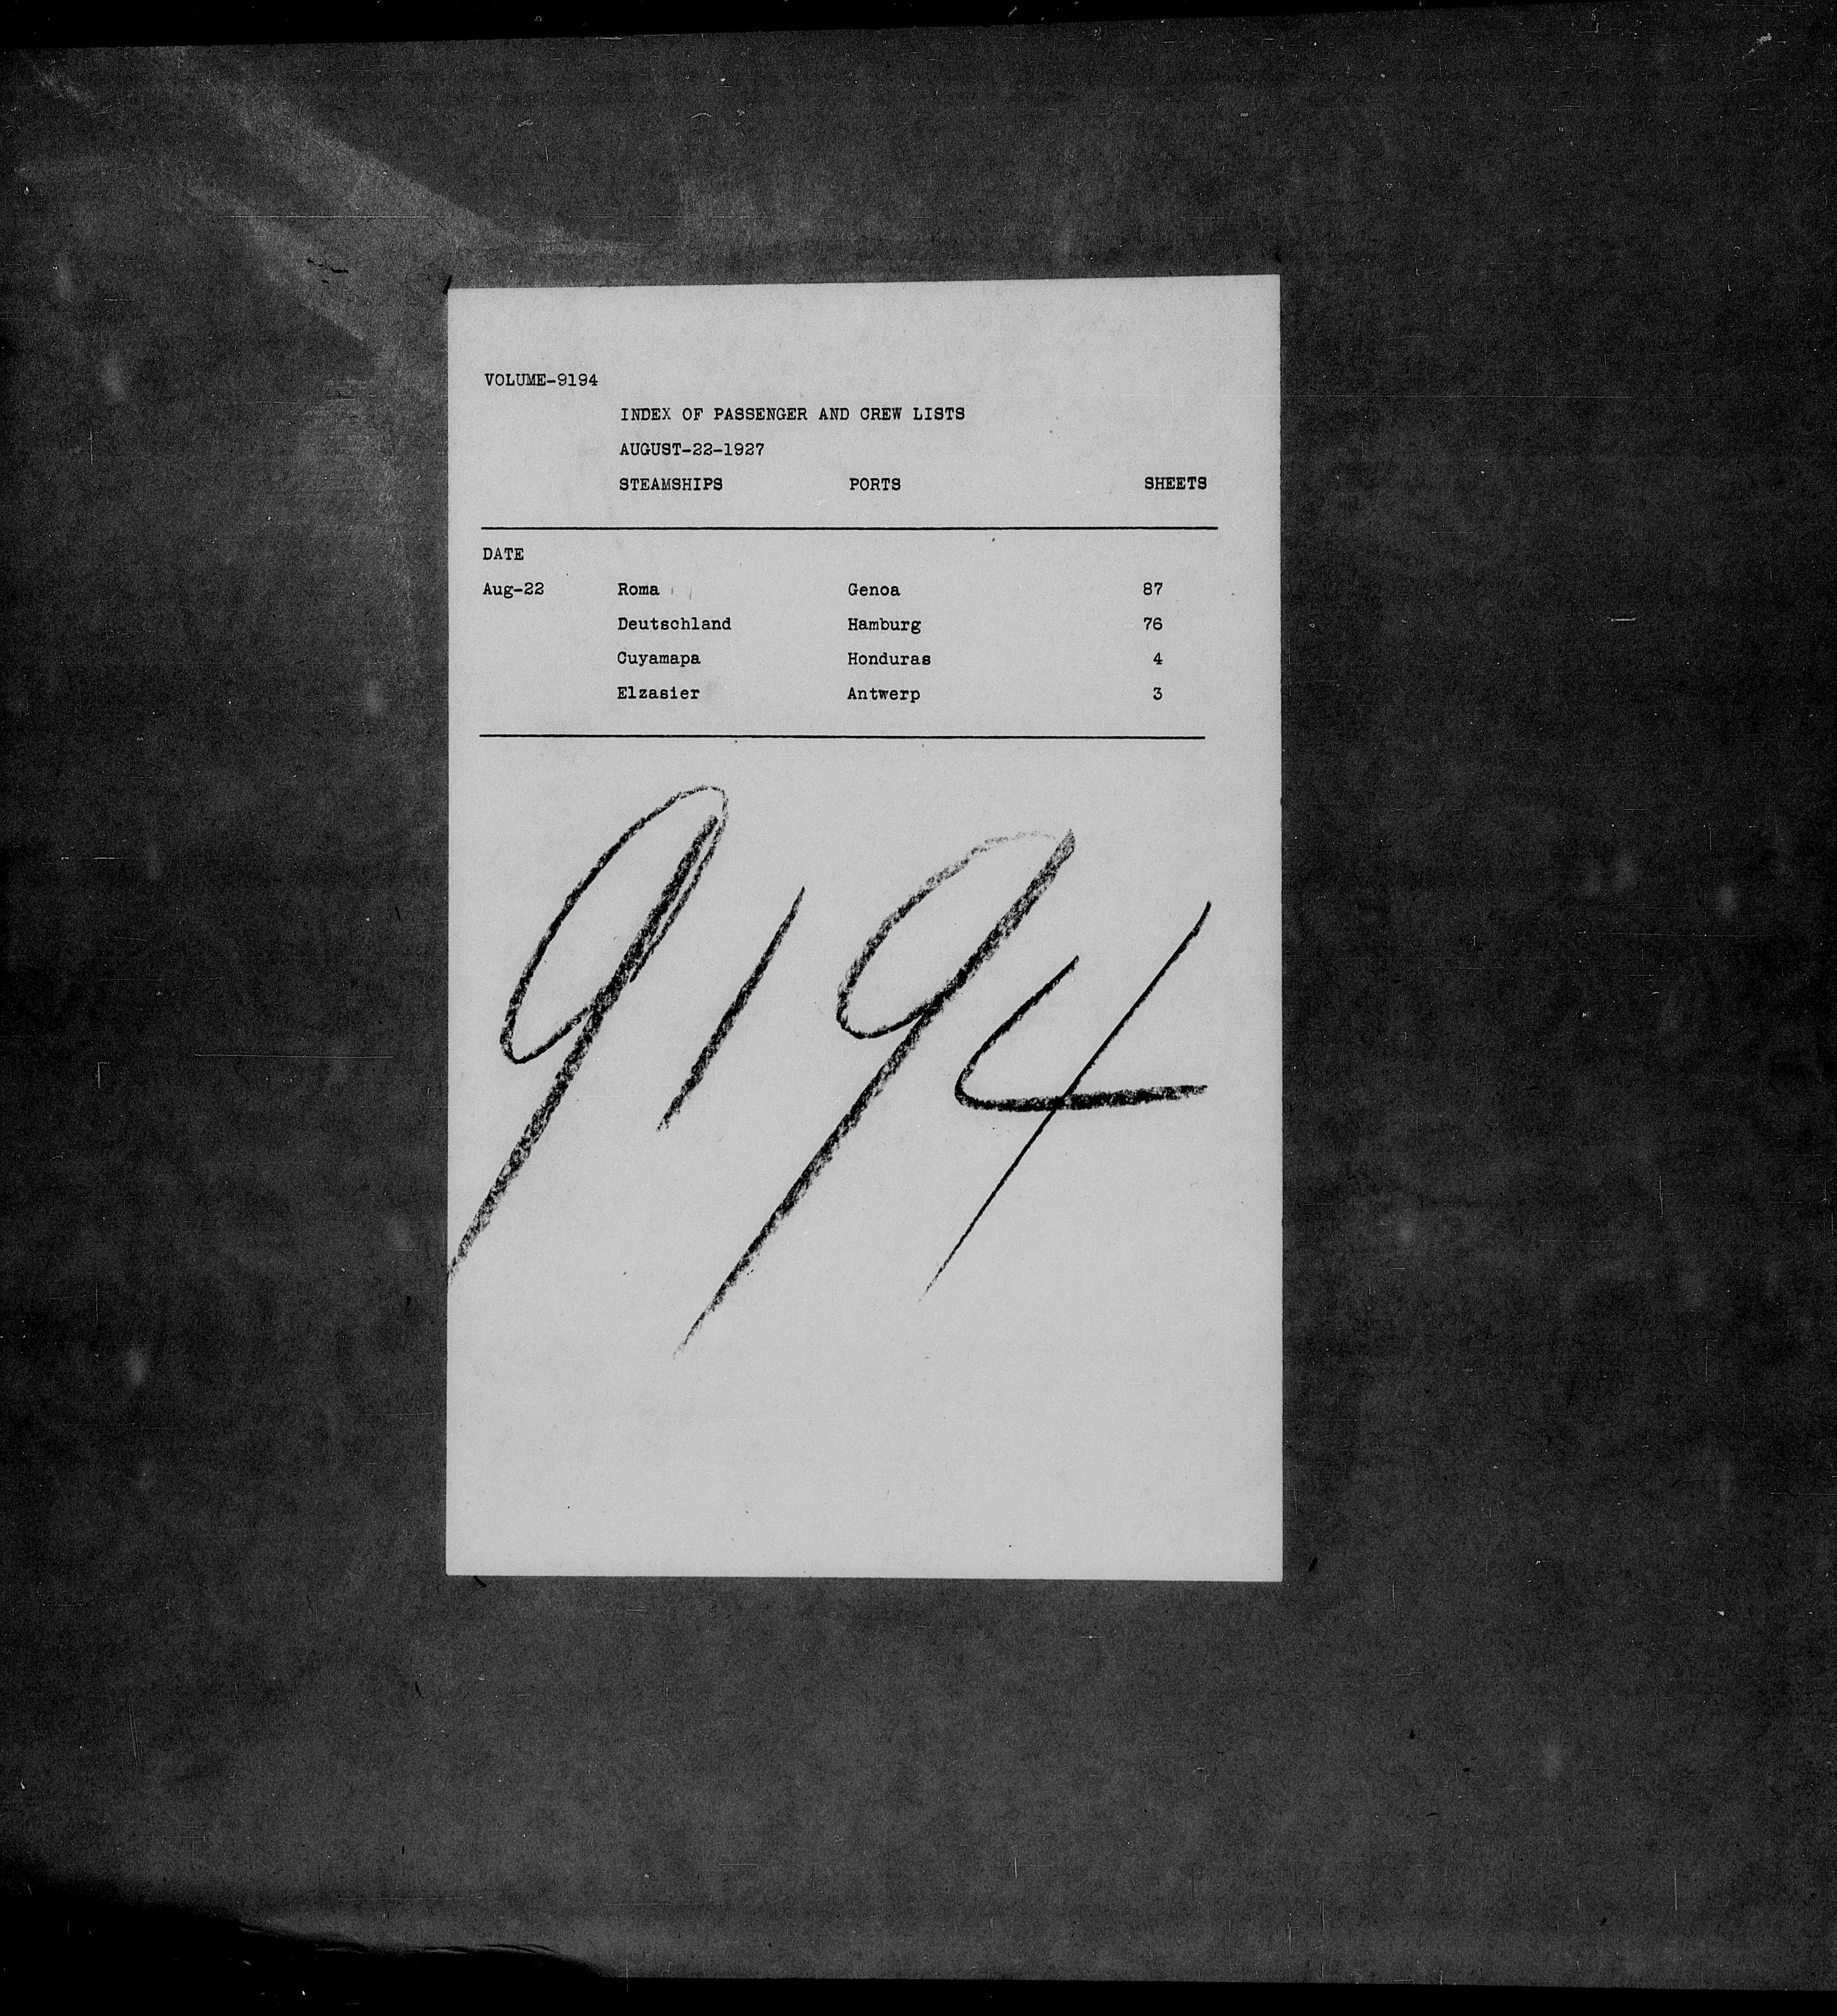 VOLUME-9194
INDEX OF PASSENGER AND CREW LISTS
AUGUST-22-1927
STEAMSHIPS PORTS SHEETS
DATE
Aug-22 Roma Genoa 87
Deutschland Hamburg 76
Cuyamapa Honduras 4
Elzasier Antwerp 3
9194